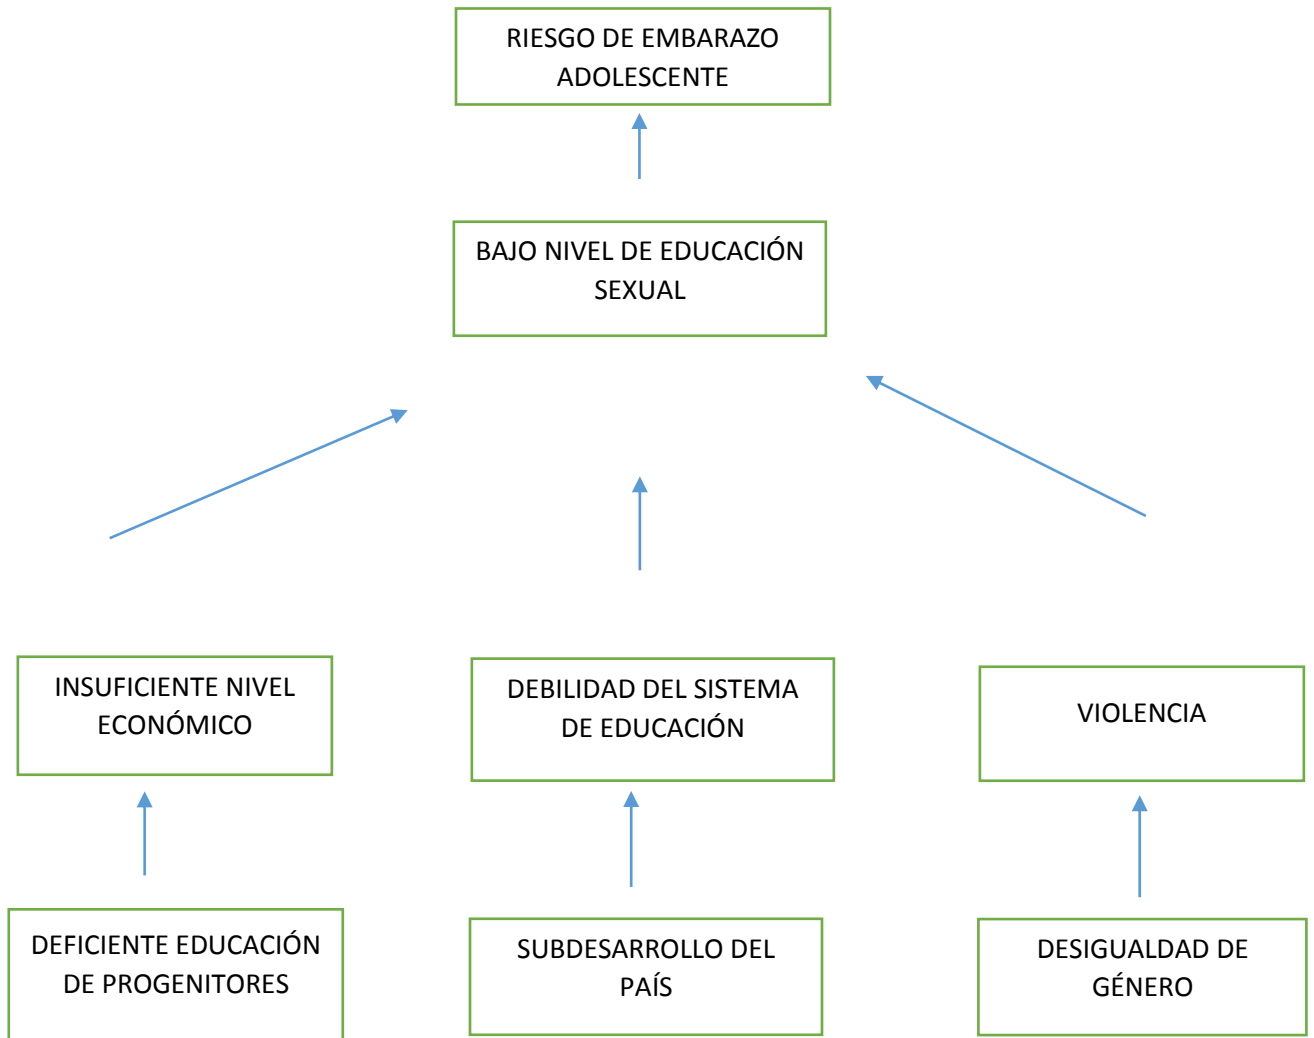 RIESGO DE EMBARAZO
ADOLESCENTE
BAJO NIVEL DE EDUCACIÓN
SEXUAL
INSUFICIENTE NIVEL
ECONÓMICO
DEBILIDAD DEL SISTEMA
DE EDUCACIÓN
VIOLENCIA
DEFICIENTE EDUCACIÓN
DE PROGENITORES
SUBDESARROLLO DEL
PAÍS
DESIGUALDAD DE
GÉNERO